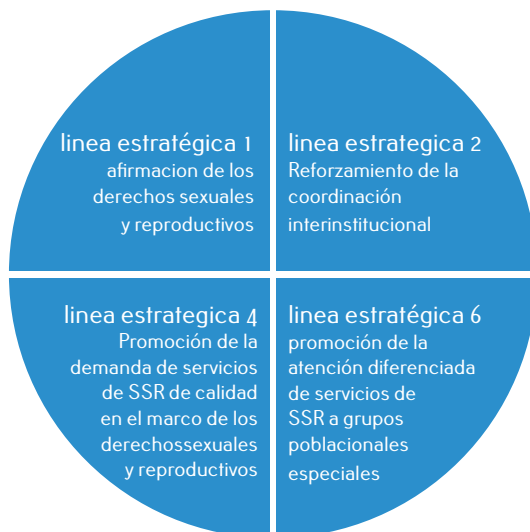 linea estratégica 1
afirmacion de los
derechos sexuales
y reproductivos
linea estrategica 2
Reforzamiento de la
coordinación
interinstitucional
linea estrategica 4
Promoción de la
demanda de servicios
de SSR de calidad
en el marco de los
derechossexuales
y reproductivos
linea estratégica 6
promoción de la
atención diferenciada
de servicios de
SSR a grupos
poblacionales
especiales